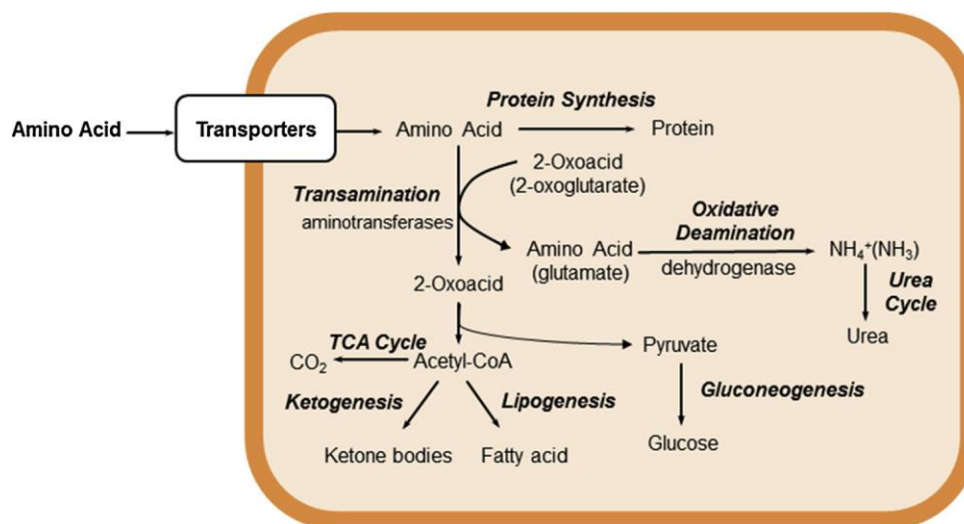 Protein Synthesis
Amino Acid
Transporters
Amino Acid
Protein
2-Oxoacid
(2-oxoglutarate)
Transamination
aminotransferases
Oxidative
Deamination
Amino Acid
(glutamate)
dehydrogenase
NH₄⁺(NH₃)
2-Oxoacid
Urea
Cycle
Urea
TCA Cycle
CO₂
Acetyl-CoA
Pyruvate
Ketogenesis
Lipogenesis
Gluconeogenesis
Ketone bodies
Fatty acid
Glucose